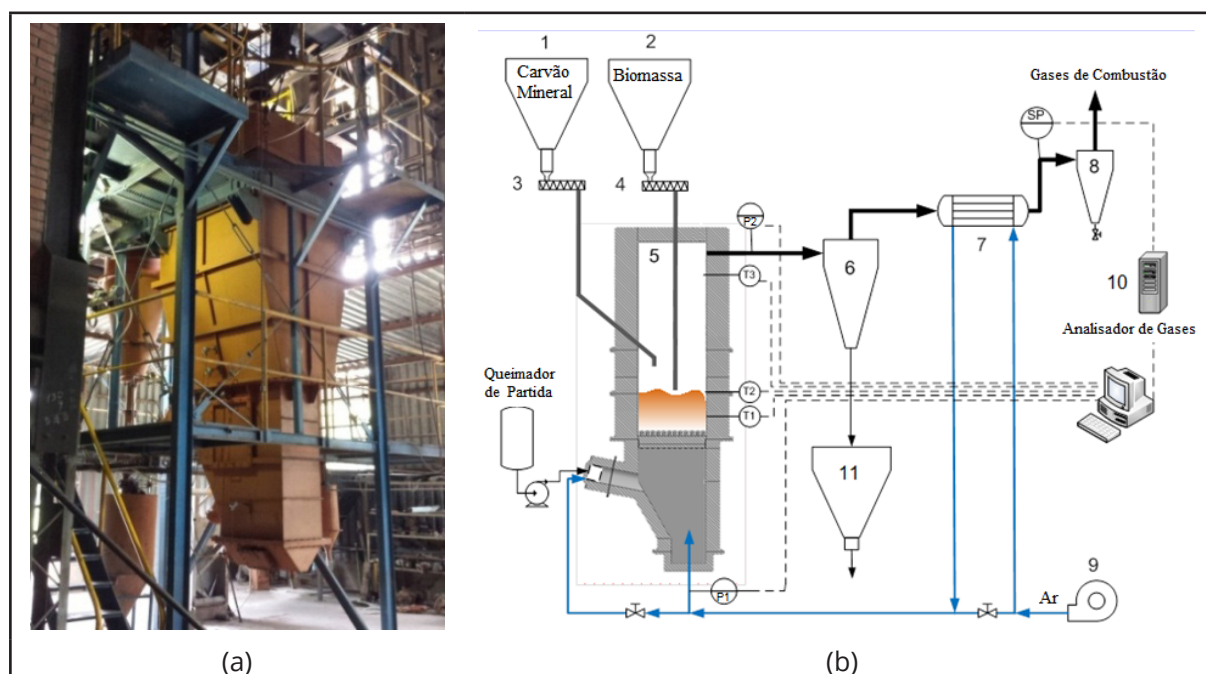 1
2
Carvão
Mineral
Biomassa
Gases de Combustão
SP
3
4
8
P2
5
T3
6
7
10
Analisador de Gases
Queimador
de Partida
T2
T1
11
9
P1
Ar
(a)
(b)